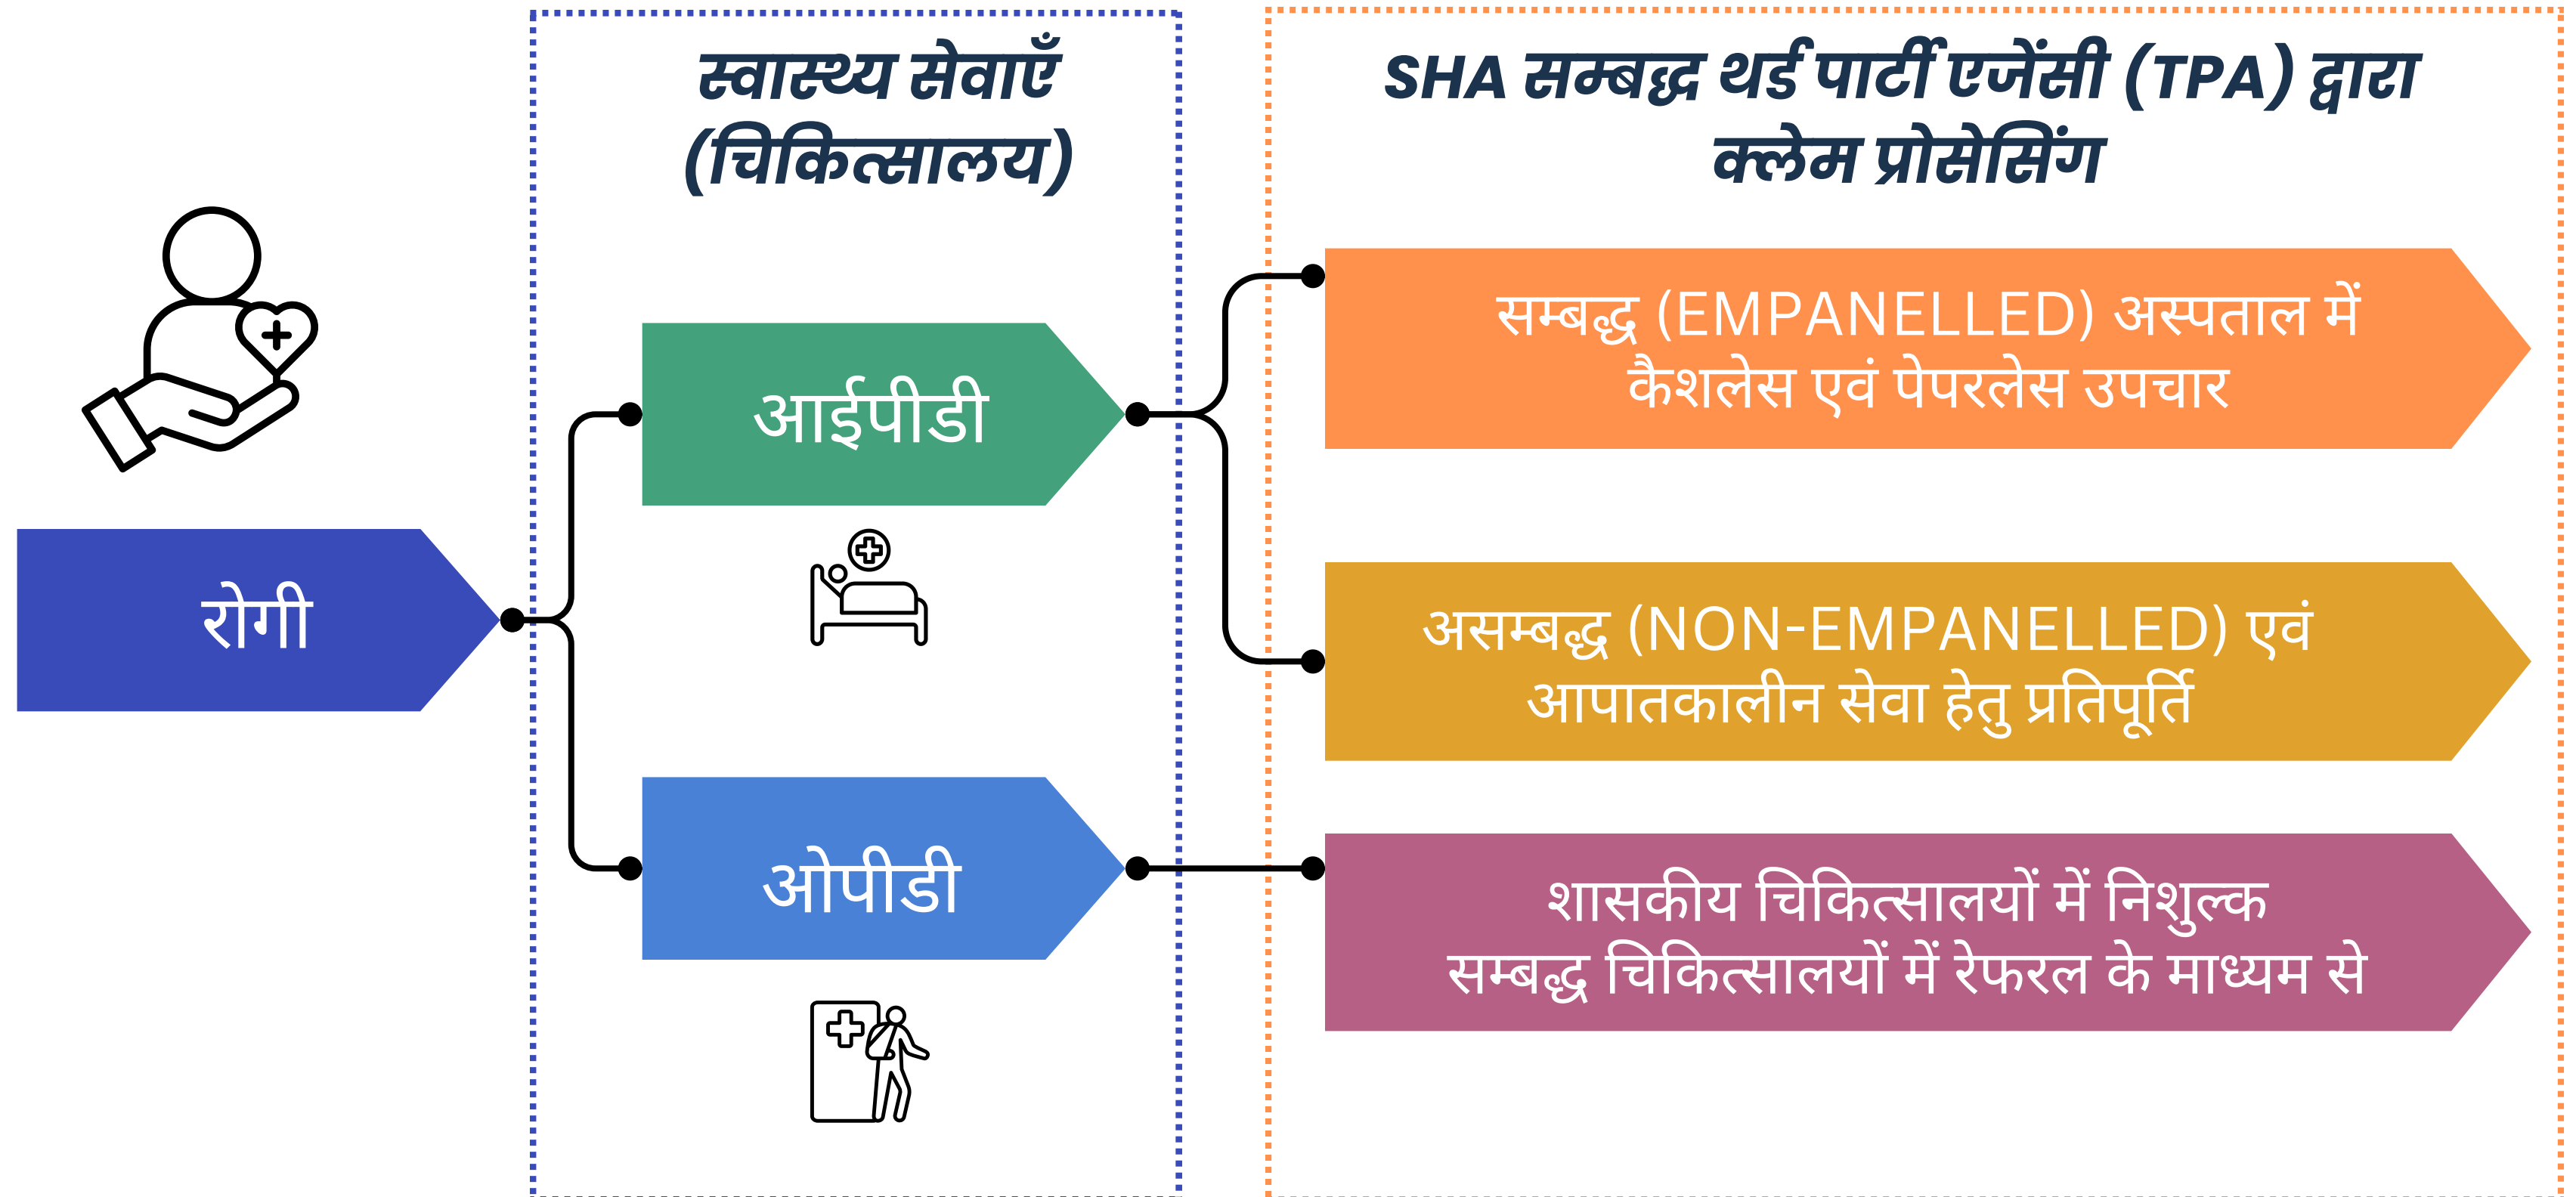 स्वास्थ्य सेवाएँ
(चिकित्सालय)
SHA सम्बद्ध थर्ड पार्टी एजेंसी (TPA) द्वारा
क्लेम प्रोसेसिंग
रोगी
आईपीडी
ओपीडी
सम्बद्ध (EMPANELLED) अस्पताल में
कैशलेस एवं पेपरलेस उपचार
असम्बद्ध (NON-EMPANELLED) एवं
आपातकालीन सेवा हेतु प्रतिपूर्ति
शासकीय चिकित्सालयों में निशुल्क
सम्बद्ध चिकित्सालयों में रेफरल के माध्यम से